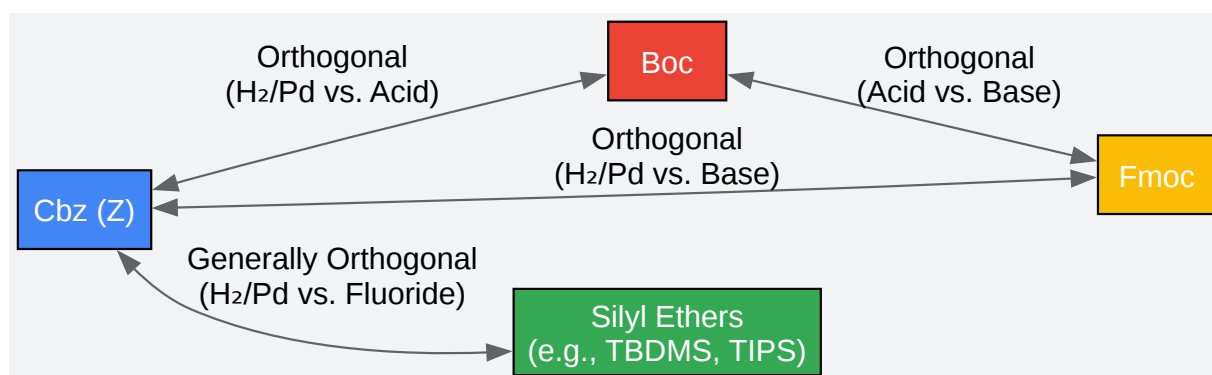 Orthogonal
(H₂/Pd vs. Acid)
Boc
Orthogonal
(Acid vs. Base)
Orthogonal
(H₂/Pd vs. Base)
Fmoc
Cbz (Z)
Generally Orthogonal
(H₂/Pd vs. Fluoride)
Silyl Ethers
(e.g., TBDMS, TIPS)